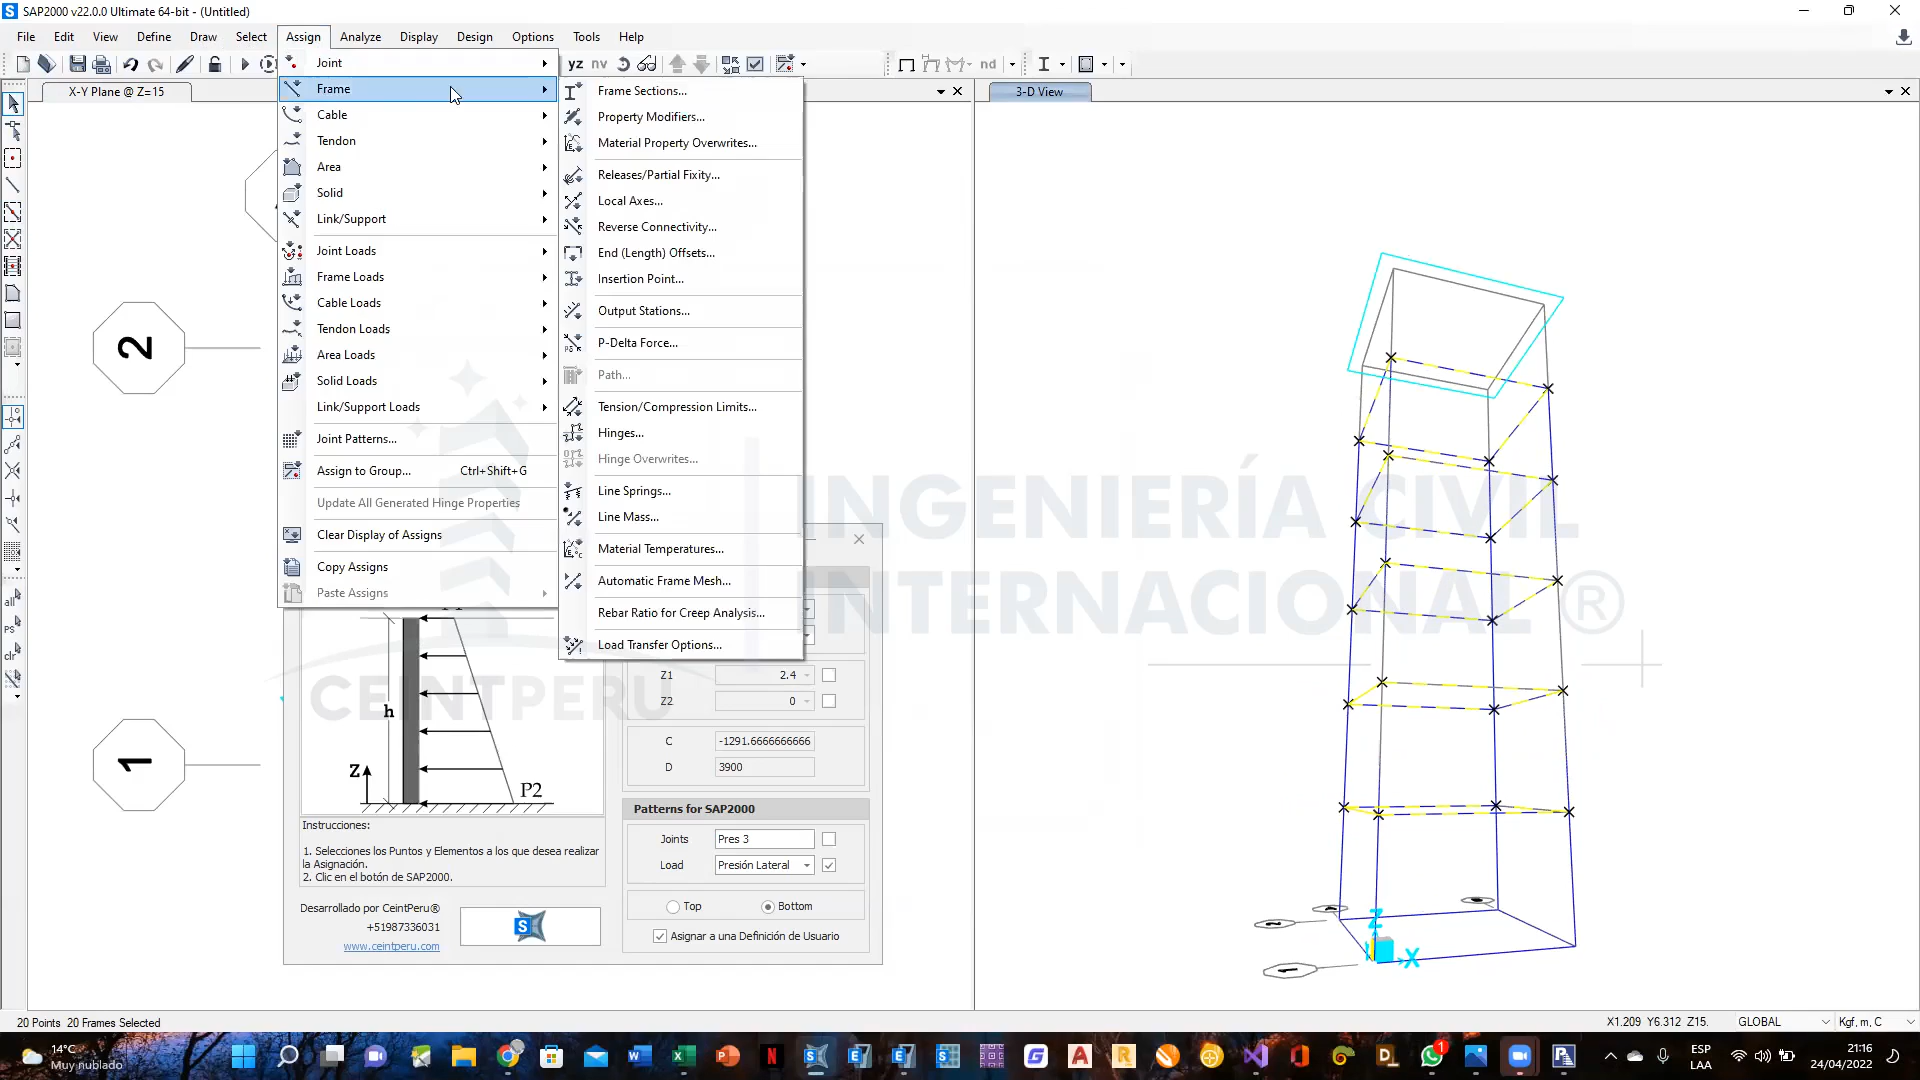 SAP2000 v22.0.0 Ultimate 64-bit - (Untitled)
File Edit View Define Draw Select Assign Analyze Display Design Options Tools Help
yz nv nd
X-Y Plane @ Z=15
3-D View
Joint
Frame
Cable
Tendon
Area
Solid
Link/Support
Joint Loads
Frame Loads
Cable Loads
Tendon Loads
Area Loads
Solid Loads
Link/Support Loads
Joint Patterns...
Assign to Group... Ctrl+Shift+G
Update All Generated Hinge Properties
Clear Display of Assigns
Copy Assigns
Paste Assigns
Frame Sections...
Property Modifiers...
Material Property Overwrites...
Releases/Partial Fixity...
Local Axes...
Reverse Connectivity...
End (Length) Offsets...
Insertion Point...
Output Stations...
P-Delta Force...
Path...
Tension/Compression Limits...
Hinges...
Hinge Overwrites...
Line Springs...
Line Mass...
Material Temperatures...
Automatic Frame Mesh...
Rebar Ratio for Creep Analysis...
Load Transfer Options...
all
PS
clr
2
1
INGENIERÍA CIVIL
INTERNACIONAL ®
CEINTPERU
h
Z
P2
Z1 2.4
Z2 0
C -1291.6666666666
D 3900
Patterns for SAP2000
Joints Pres 3
Load Presión Lateral
Top Bottom
Asignar a una Definición de Usuario
Instrucciones:
1. Selecciones los Puntos y Elementos a los que desea realizar
la Asignación.
2. Clic en el botón de SAP2000.
Desarrollado por CeintPeru®
+51987336031
www.ceintperu.com
Z
X
2
1
20 Points 20 Frames Selected
X1.209 Y6.312 Z15.
GLOBAL
Kgf, m, C
14°C
Muy nublado
ESP
LAA
21:16
24/04/2022